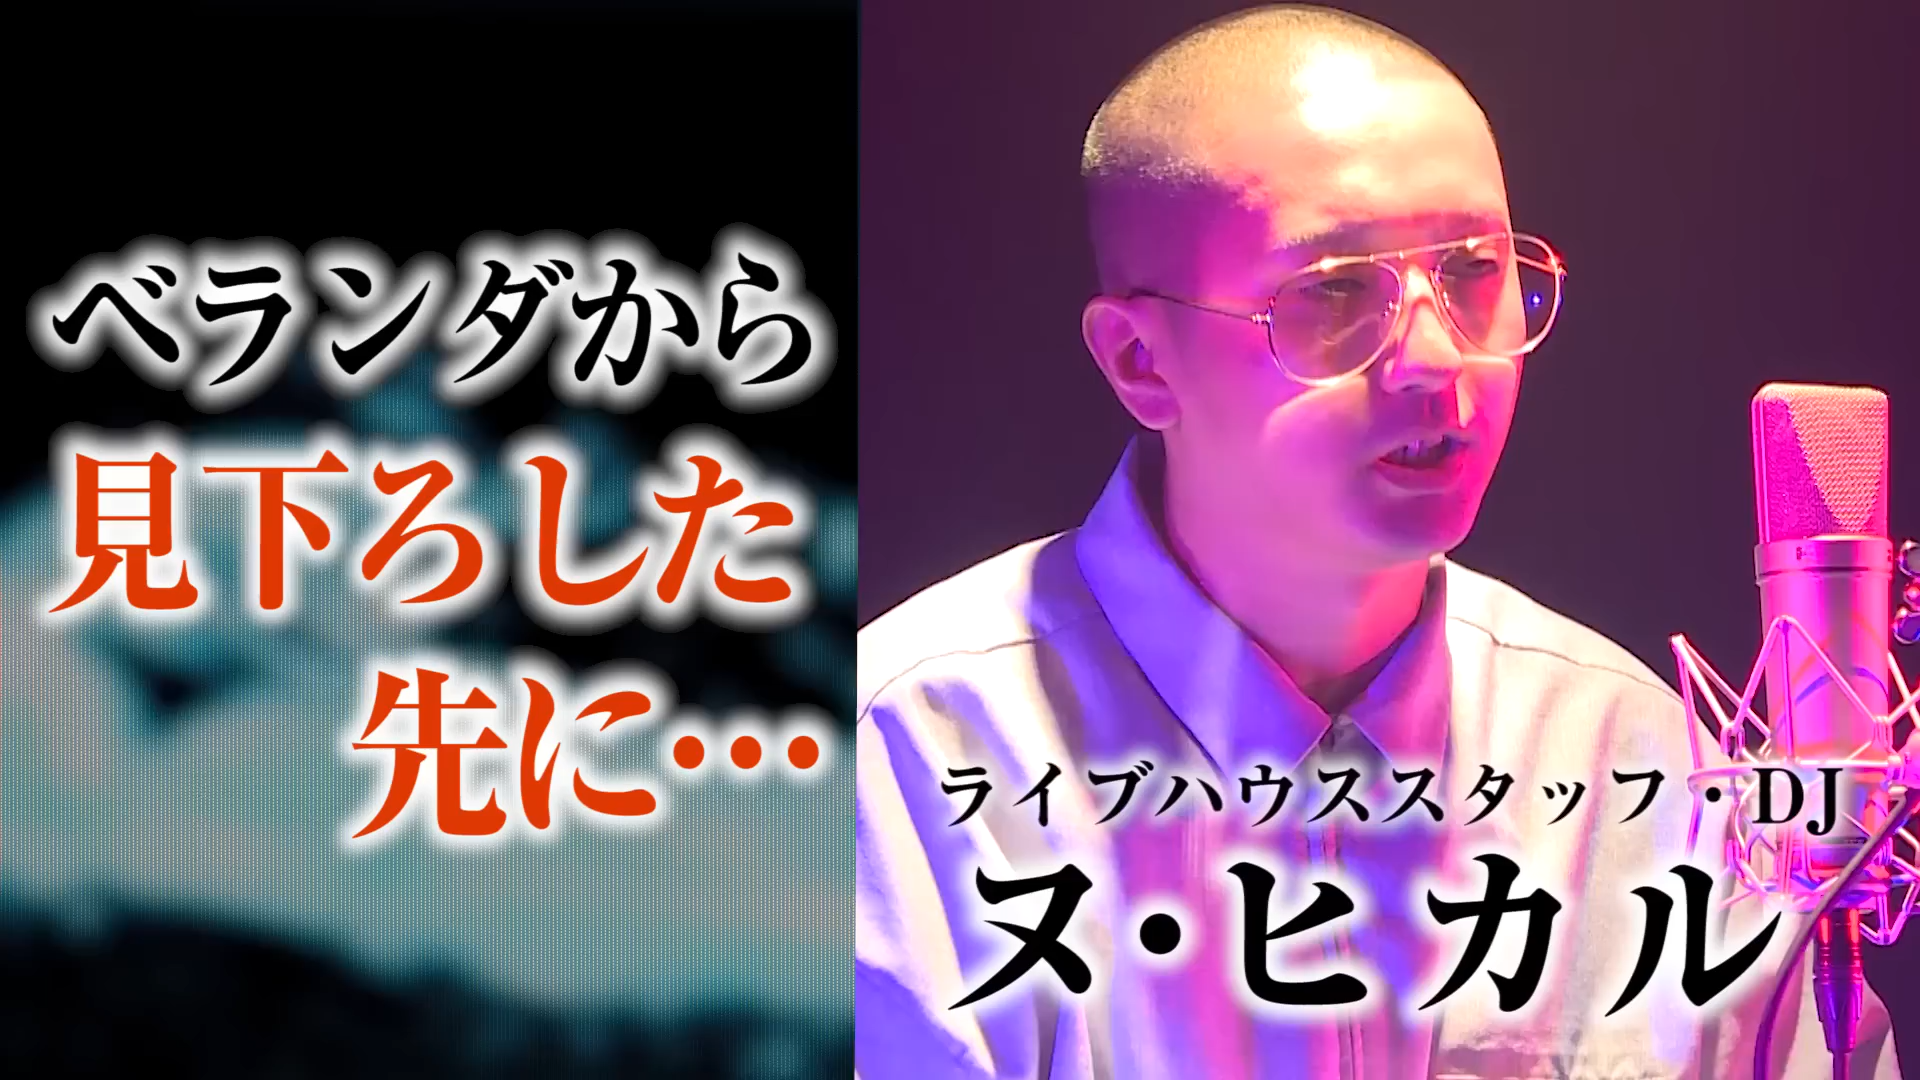 ベランダから
見下ろした
先に…
ライブハウススタッフ・DJ
ヌ・ヒカル